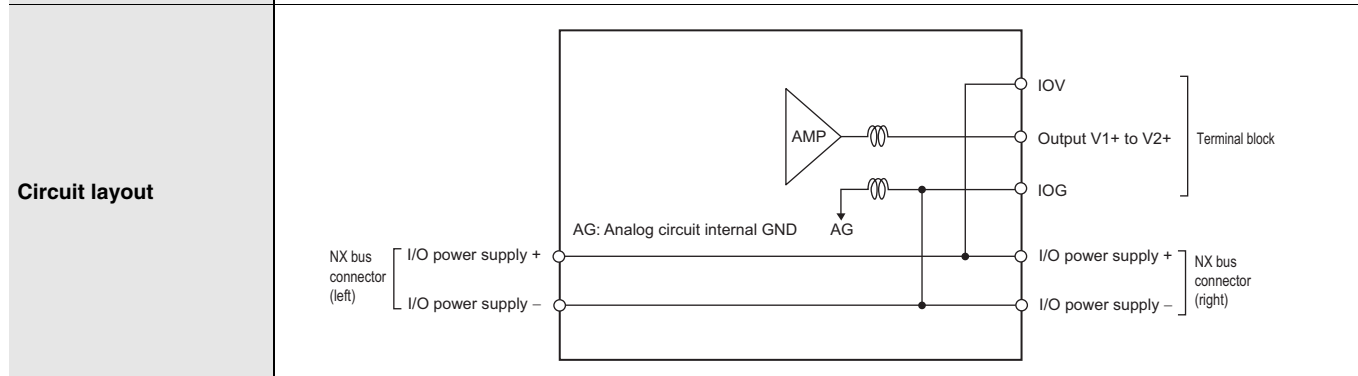 Circuit layout
IOV
AMP
Output V1+ to V2+
Terminal block
IOG
AG: Analog circuit internal GND
AG
NX bus
connector
(left)
I/O power supply +
I/O power supply –
I/O power supply +
I/O power supply –
NX bus
connector
(right)